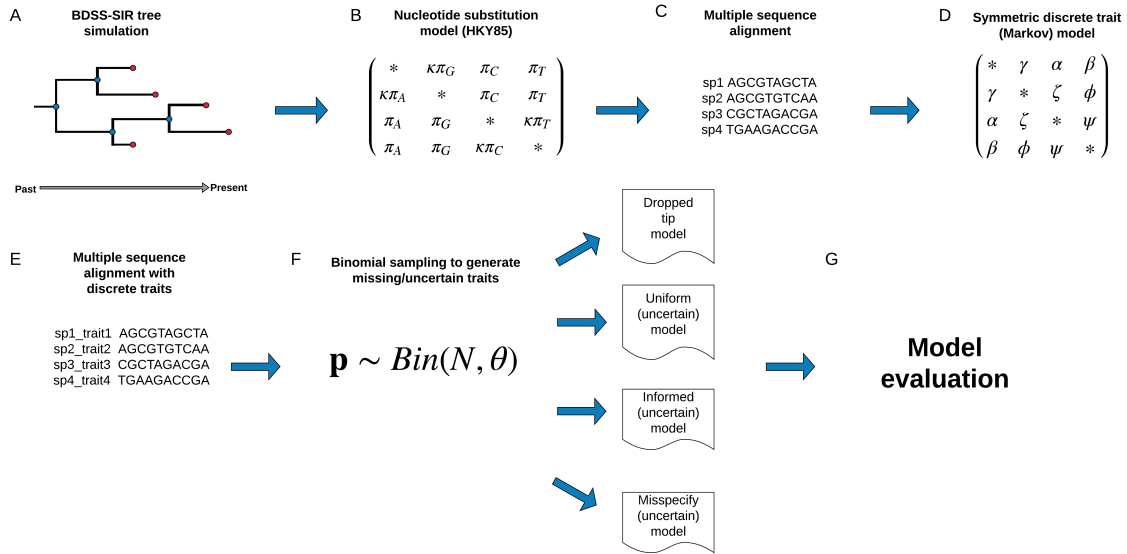 A
BDSS-SIR tree
simulation
Past
Present
B
Nucleotide substitution
model (HKY85)
* κπ_G π_C π_T
κπ_A * π_C π_T
π_A π_G * κπ_T
π_A π_G κπ_C *
C
Multiple sequence
alignment
sp1 AGCGTAGCTA
sp2 AGCGTGTCAA
sp3 CGCTAGACGA
sp4 TGAAGACCGA
D
Symmetric discrete trait
(Markov) model
* γ α β
γ * ζ ϕ
α ζ * ψ
β ϕ ψ *
E
Multiple sequence
alignment with
discrete traits
sp1_trait1 AGCGTAGCTA
sp2_trait2 AGCGTGTCAA
sp3_trait3 CGCTAGACGA
sp4_trait4 TGAAGACCGA
F
Binomial sampling to generate
missing/uncertain traits
p ~ Bin(N, θ)
Dropped
tip
model
Uniform
(uncertain)
model
Informed
(uncertain)
model
Misspecify
(uncertain)
model
G
Model
evaluation